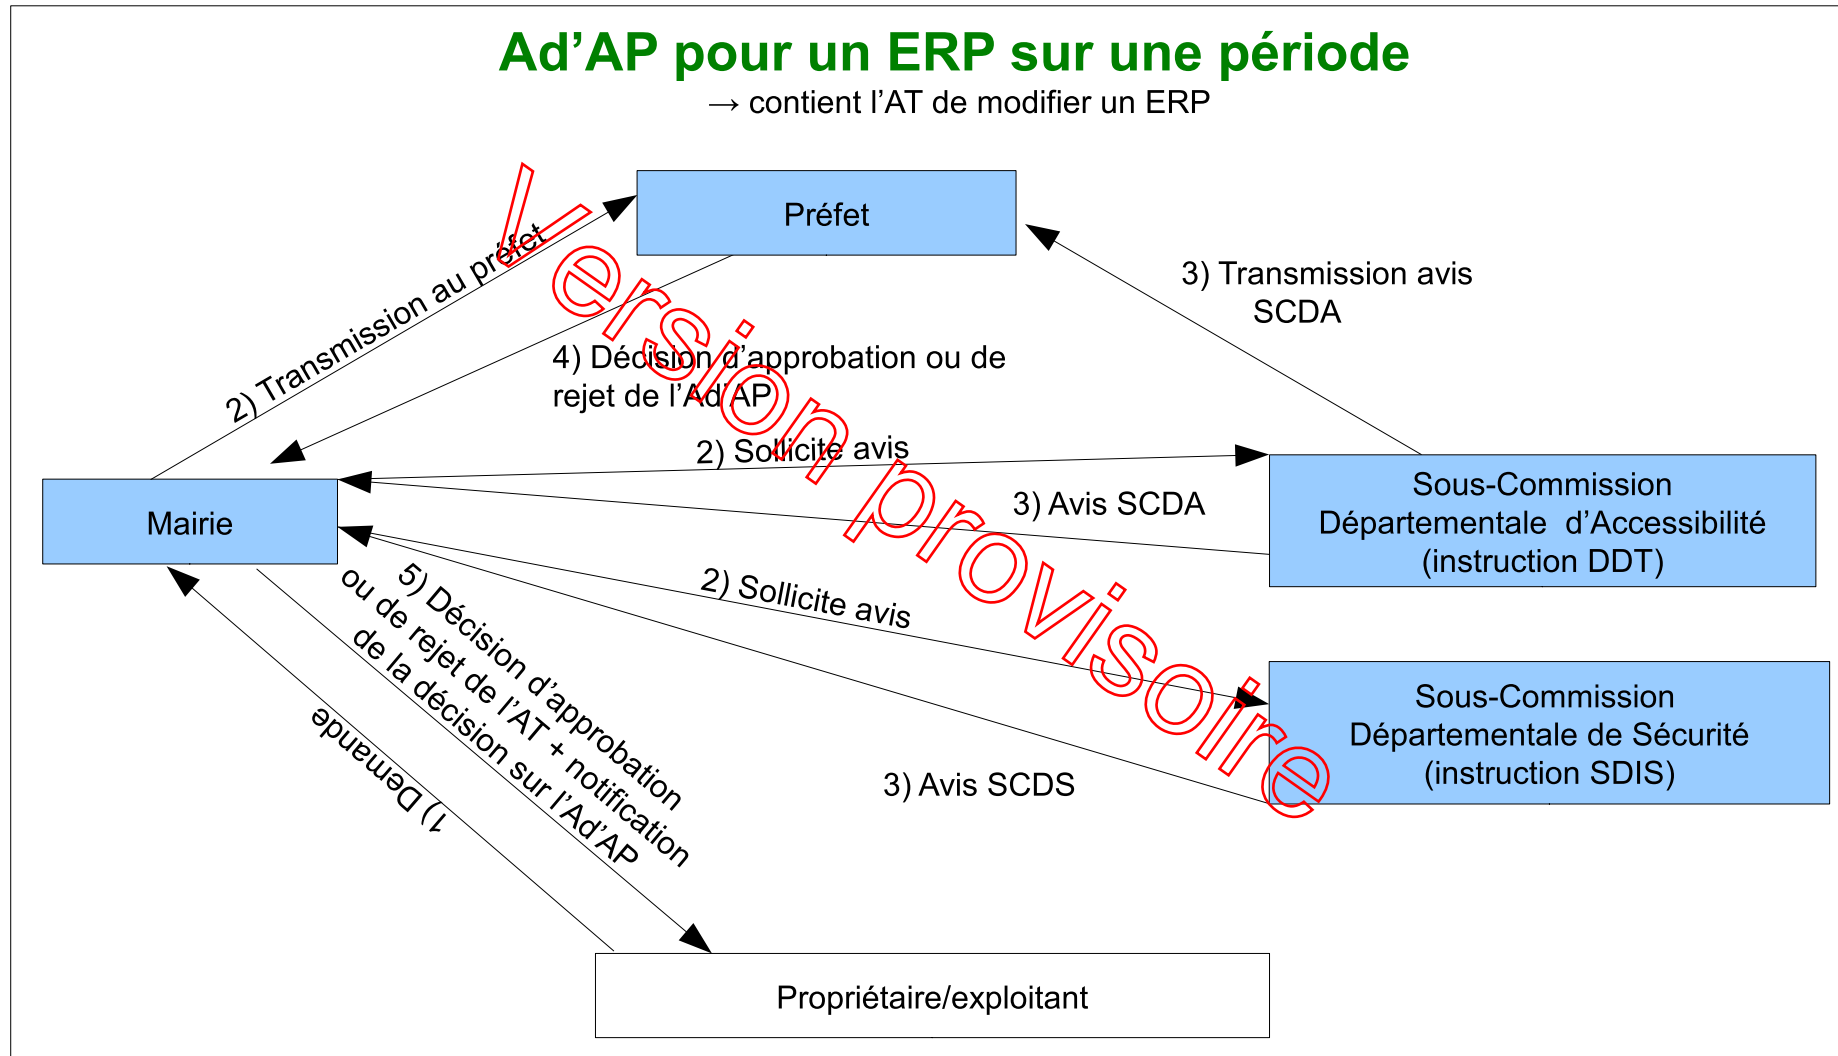 Ad’AP pour un ERP sur une période
→ contient l’AT de modifier un ERP
Préfet
2) Transmission au préfet
3) Transmission avis
SCDA
4) Décision d’approbation ou de
rejet de l’Ad’AP
2) Sollicite avis
Mairie
3) Avis SCDA
Sous-Commission
Départementale d’Accessibilité
(instruction DDT)
2) Sollicite avis
5) Décision d’approbation
ou de rejet de l’AT + notification
de la décision sur l’Ad’AP
1) Demande
3) Avis SCDS
Sous-Commission
Départementale de Sécurité
(instruction SDIS)
Propriétaire/exploitant
Version provisoire